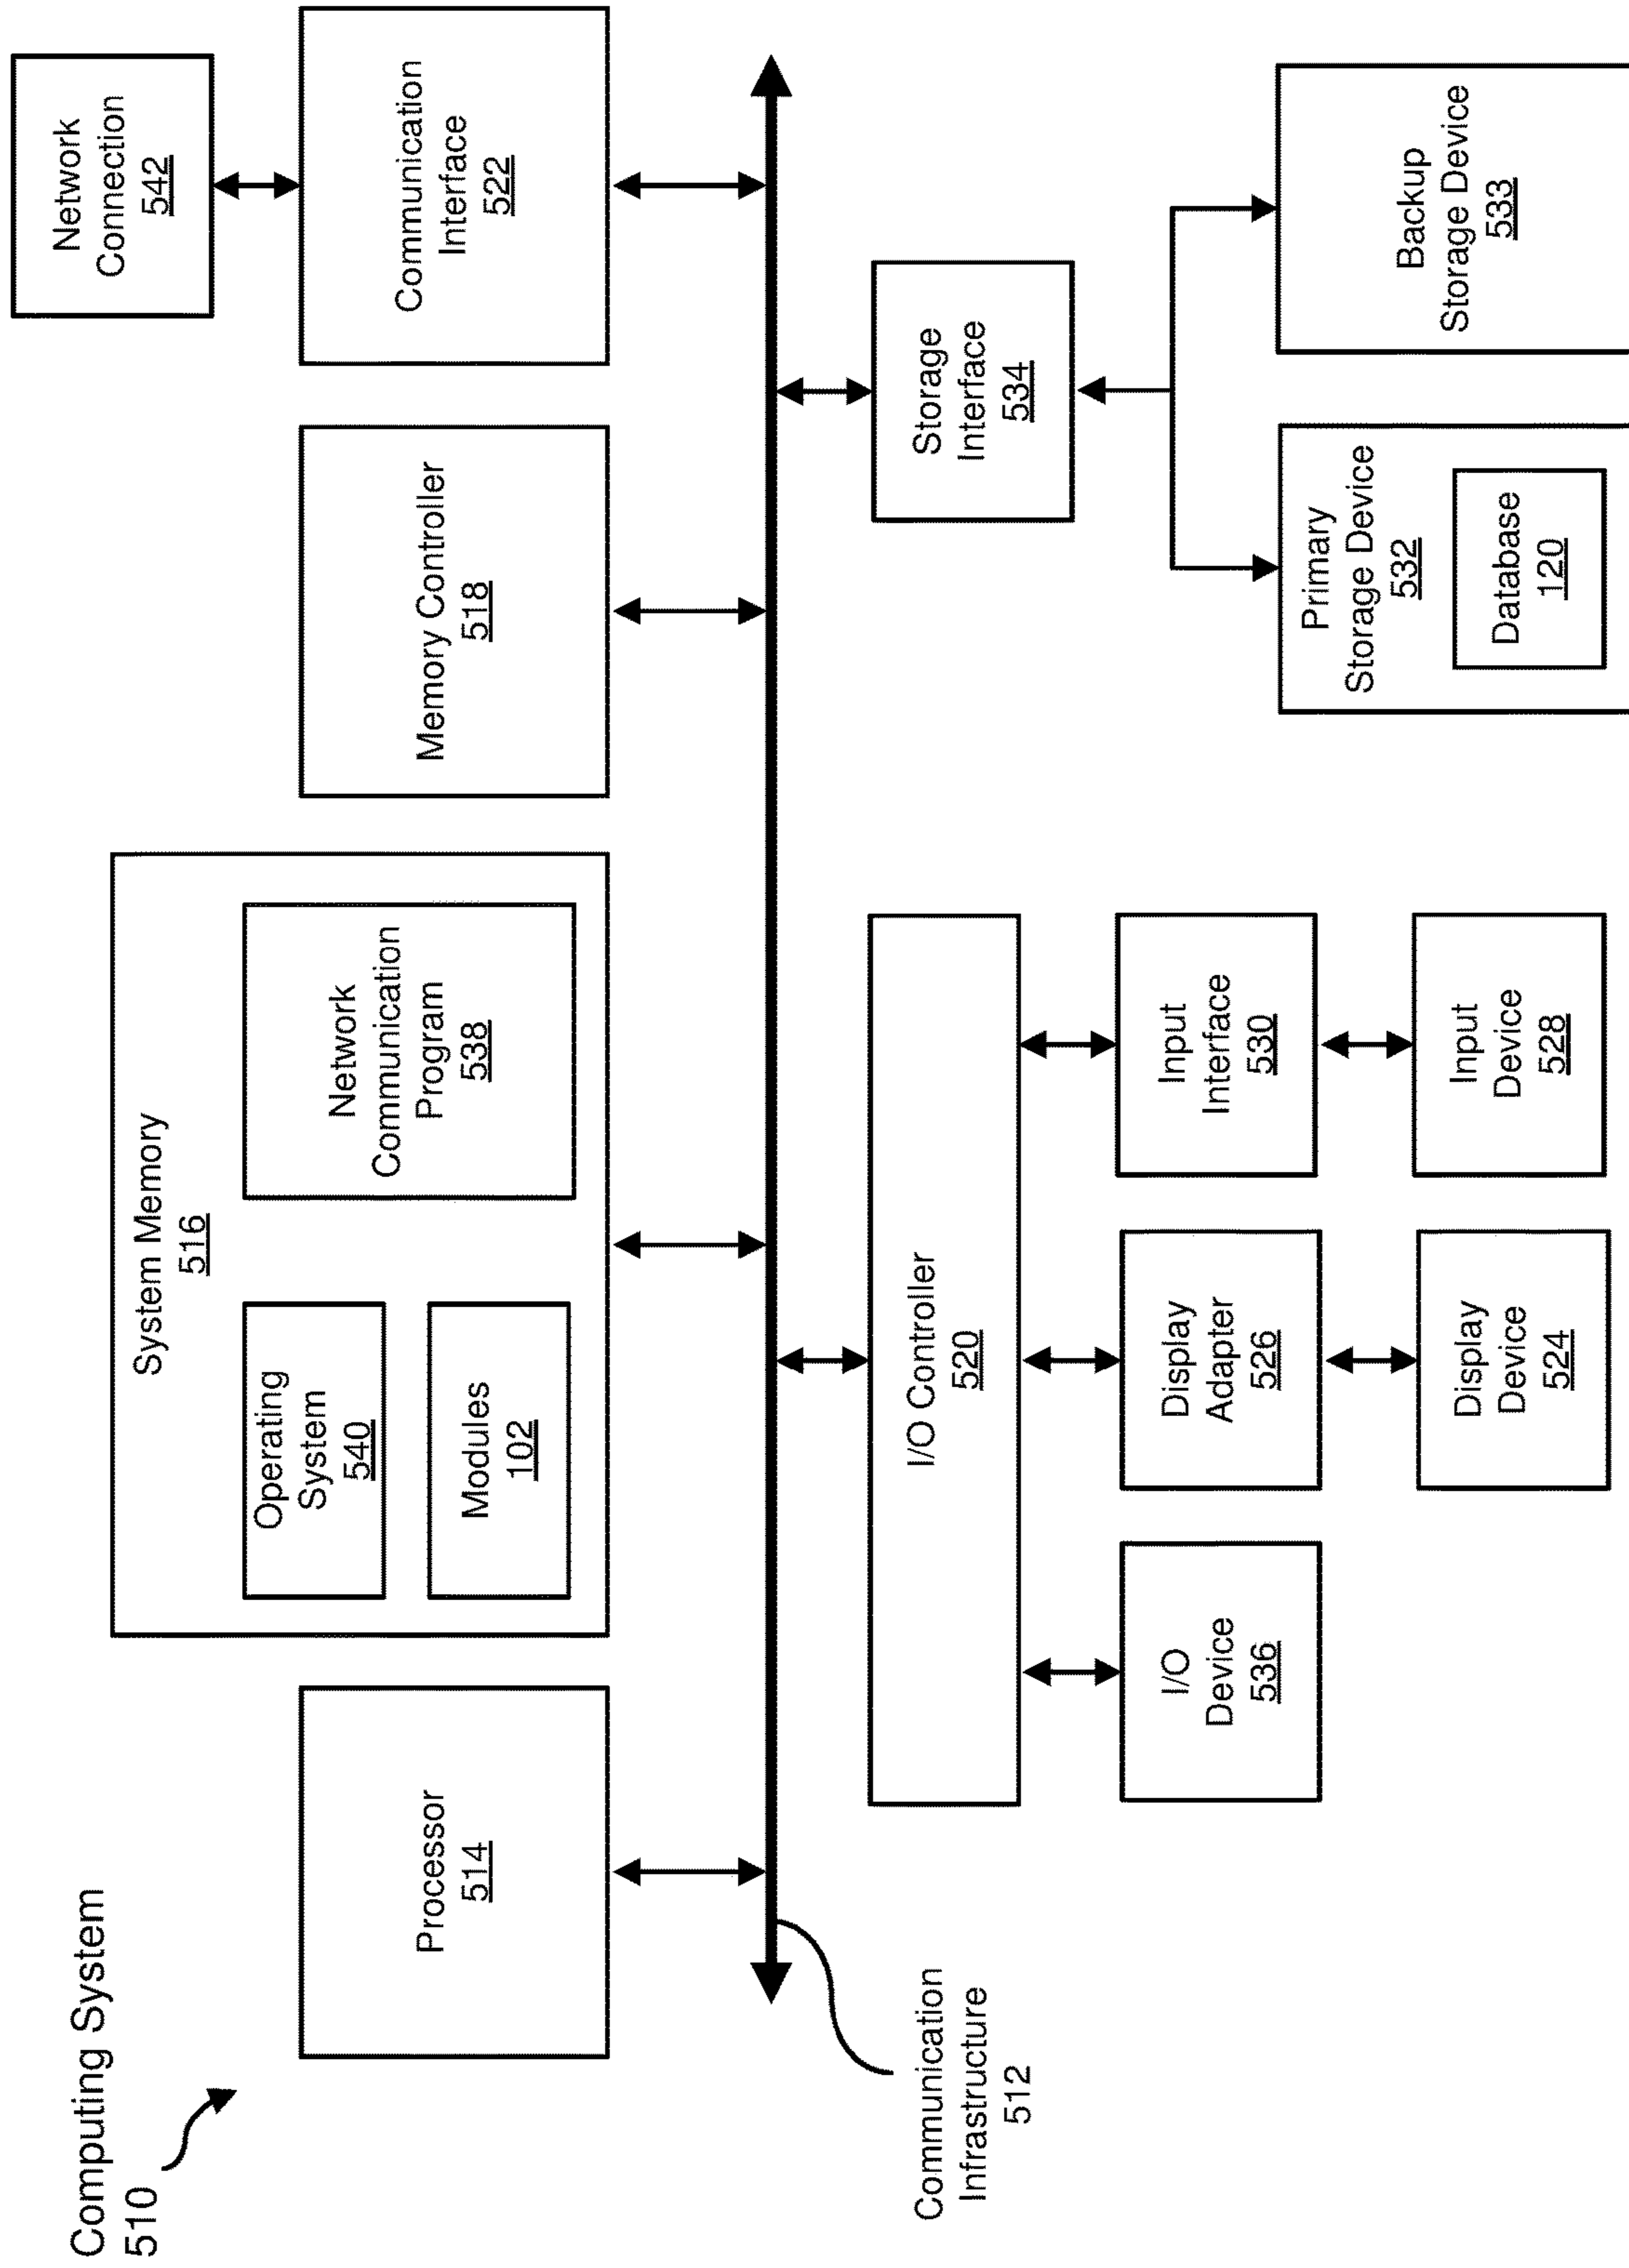 Computing System
510
Processor
514
System Memory
516
Operating
System
540
Modules
102
Network
Communication
Program
538
Memory Controller
518
Communication
Interface
522
Network
Connection
542
Communication
Infrastructure
512
I/O Controller
520
I/O
Device
536
Display
Adapter
526
Input
Interface
530
Display
Device
524
Input
Device
528
Storage
Interface
534
Primary
Storage Device
532
Database
120
Backup
Storage Device
533